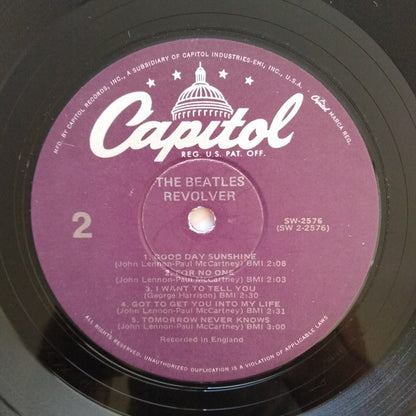 MFD. BY CAPITOL RECORDS, INC., A SUBSIDIARY OF CAPITOL INDUSTRIES-EMI, INC., U.S.A.
Capitol MARCA REG.
Capitol
REG. U.S. PAT. OFF.
THE BEATLES
REVOLVER
2
SW-2576
(SW 2-2576)
1. GOOD DAY SUNSHINE
(John Lennon-Paul McCartney) BMI 2:08
2. FOR NO ONE
(John Lennon-Paul McCartney) BMI 2:03
3. I WANT TO TELL YOU
(George Harrison) BMI 2:30
4. GOT TO GET YOU INTO MY LIFE
(John Lennon-Paul McCartney) BMI 2:31
5. TOMORROW NEVER KNOWS
(John Lennon-Paul McCartney) BMI 3:00
Recorded in England
ALL RIGHTS RESERVED. UNAUTHORIZED DUPLICATION IS A VIOLATION OF APPLICABLE LAWS